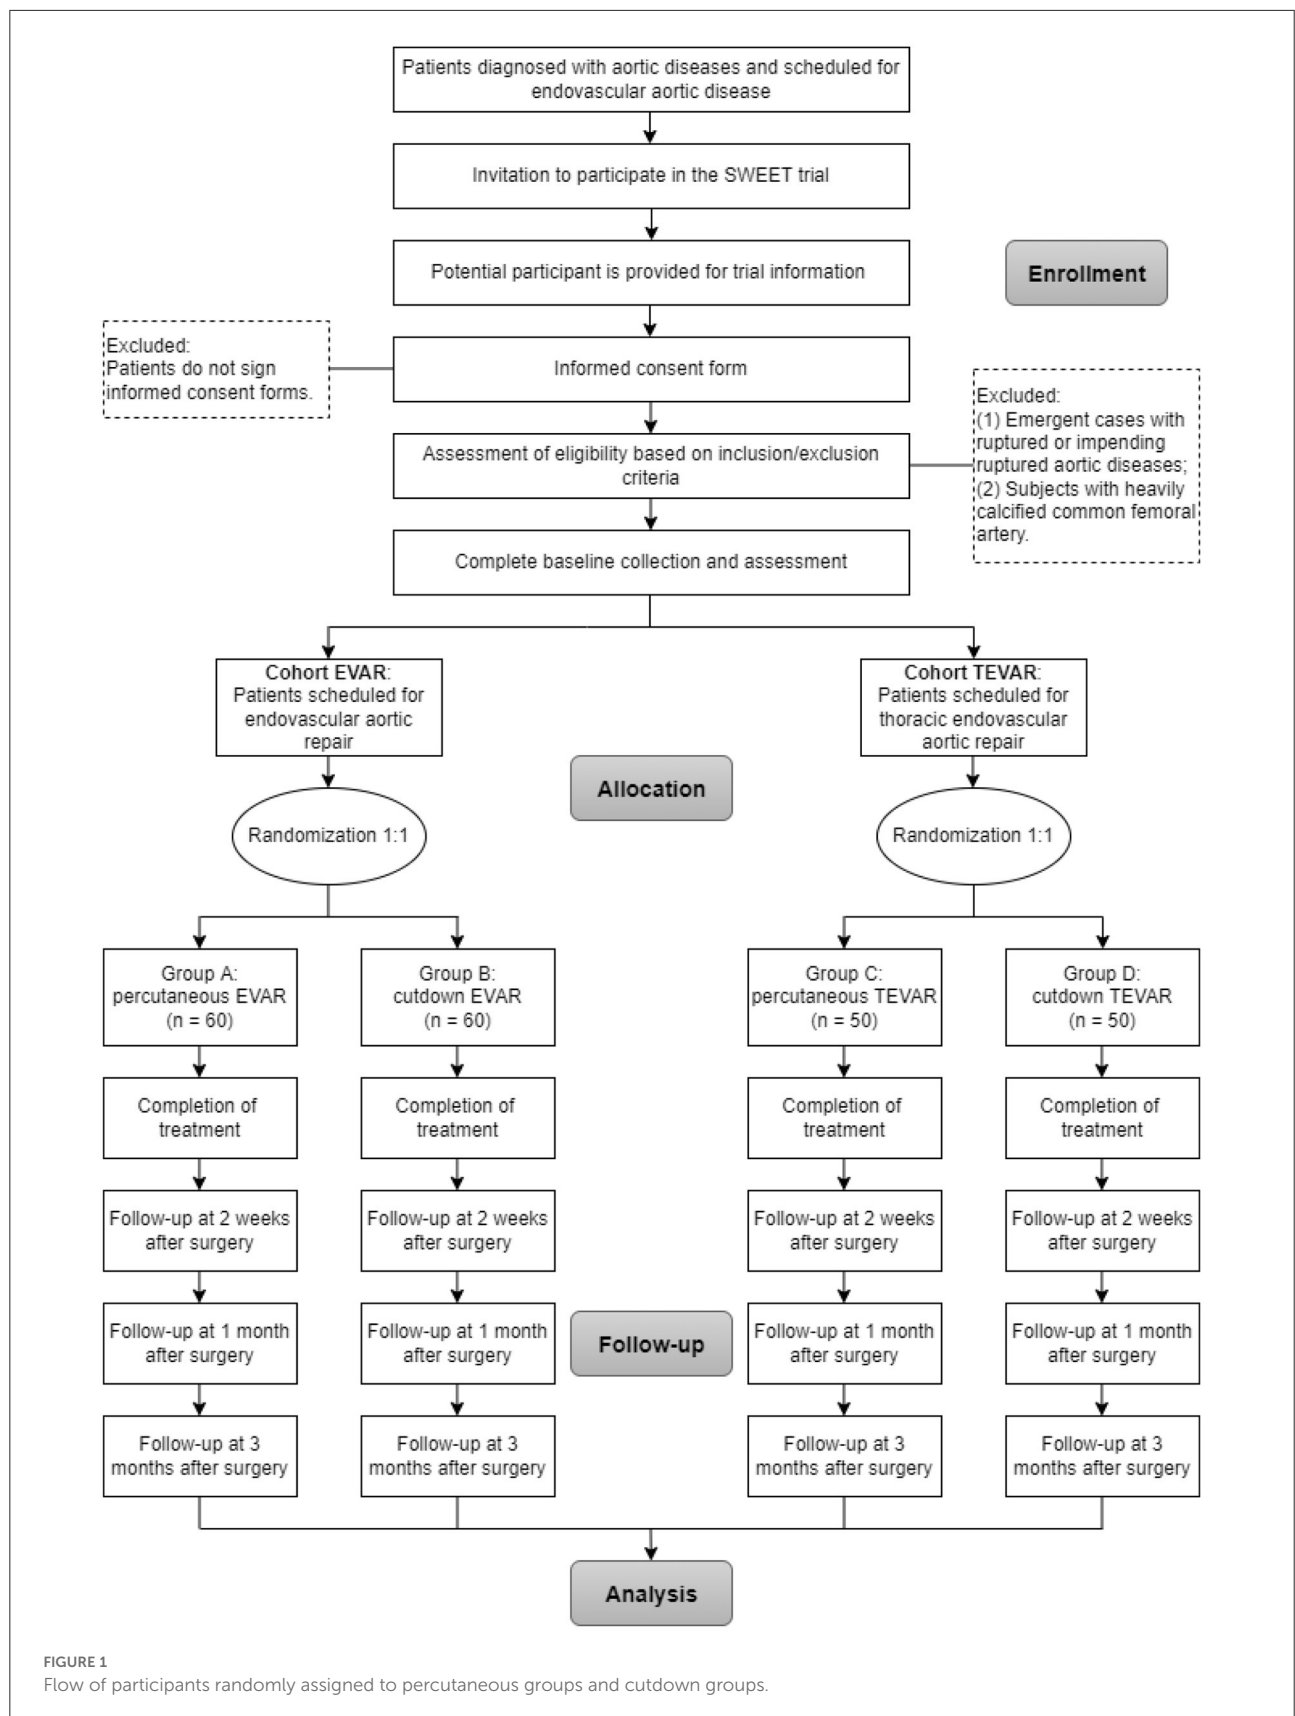 Patients diagnosed with aortic diseases and scheduled for
endovascular aortic disease
Invitation to participate in the SWEET trial
Potential participant is provided for trial information
Enrollment
Excluded:
Patients do not sign
informed consent forms.
Informed consent form
Excluded:
(1) Emergent cases with
ruptured or impending
ruptured aortic diseases;
(2) Subjects with heavily
calcified common femoral
artery.
Assessment of eligibility based on inclusion/exclusion
criteria
Complete baseline collection and assessment
Cohort EVAR:
Patients scheduled for
endovascular aortic
repair
Cohort TEVAR:
Patients scheduled for
thoracic endovascular
aortic repair
Allocation
Randomization 1:1
Randomization 1:1
Group A:
percutaneous EVAR
(n = 60)
Group B:
cutdown EVAR
(n = 60)
Group C:
percutaneous TEVAR
(n = 50)
Group D:
cutdown TEVAR
(n = 50)
Completion of
treatment
Completion of
treatment
Completion of
treatment
Completion of
treatment
Follow-up at 2 weeks
after surgery
Follow-up at 2 weeks
after surgery
Follow-up at 2 weeks
after surgery
Follow-up at 2 weeks
after surgery
Follow-up at 1 month
after surgery
Follow-up at 1 month
after surgery
Follow-up
Follow-up at 1 month
after surgery
Follow-up at 1 month
after surgery
Follow-up at 3
months after surgery
Follow-up at 3
months after surgery
Follow-up at 3
months after surgery
Follow-up at 3
months after surgery
Analysis
FIGURE 1
Flow of participants randomly assigned to percutaneous groups and cutdown groups.